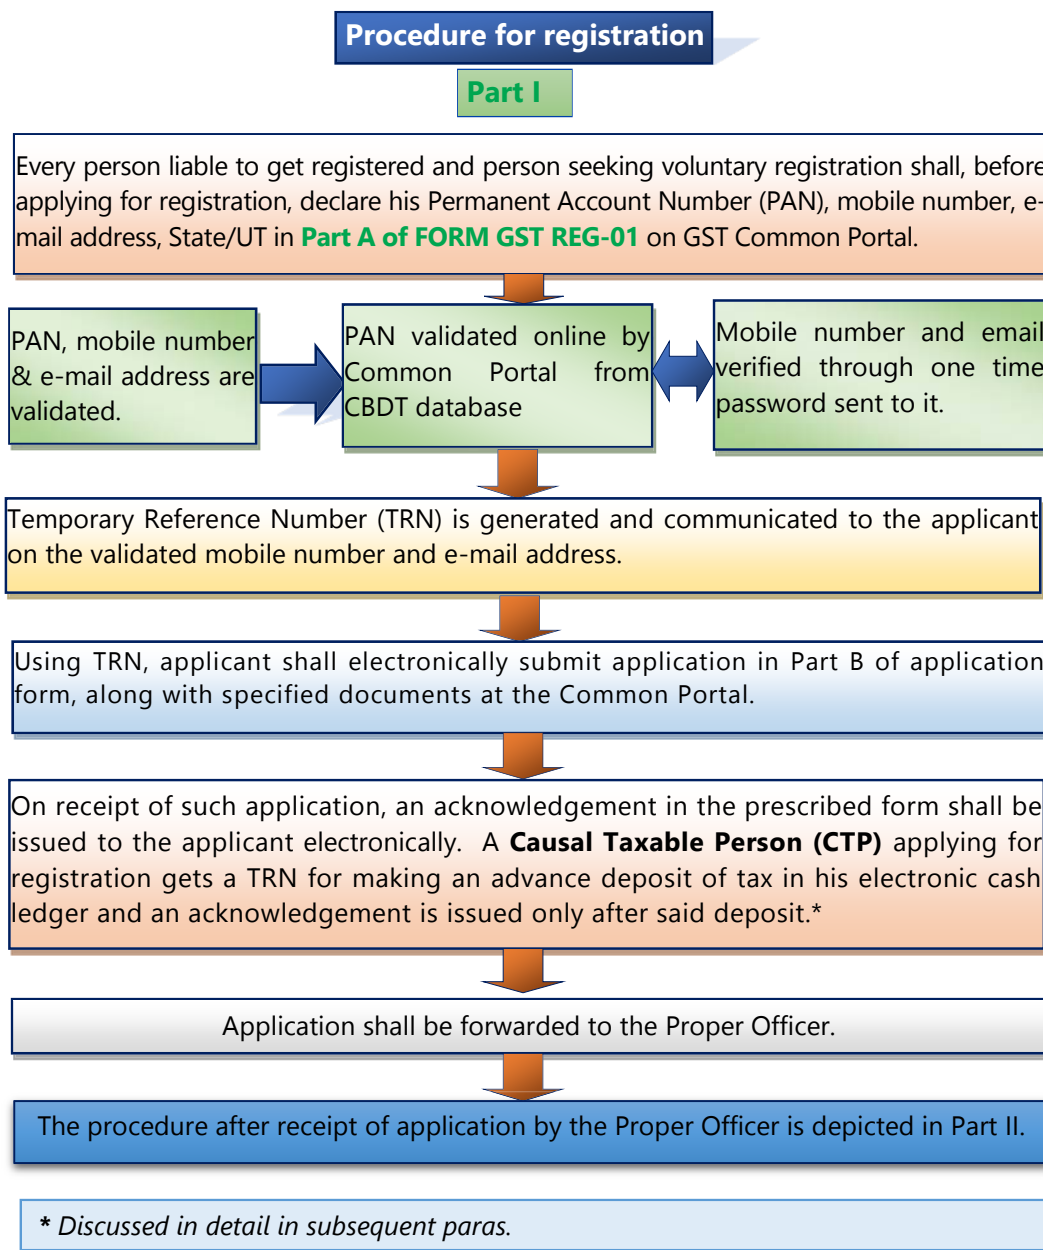 Procedure for registration
Part I
Every person liable to get registered and person seeking voluntary registration shall, before
applying for registration, declare his Permanent Account Number (PAN), mobile number, e-
mail address, State/UT in Part A of FORM GST REG-01 on GST Common Portal.
PAN, mobile number
& e-mail address are
validated.
PAN validated online by
Common Portal from
CBDT database
Mobile number and email
verified through one time
password sent to it.
Temporary Reference Number (TRN) is generated and communicated to the applicant
on the validated mobile number and e-mail address.
Using TRN, applicant shall electronically submit application in Part B of application
form, along with specified documents at the Common Portal.
On receipt of such application, an acknowledgement in the prescribed form shall be
issued to the applicant electronically. A Causal Taxable Person (CTP) applying for
registration gets a TRN for making an advance deposit of tax in his electronic cash
ledger and an acknowledgement is issued only after said deposit.*
Application shall be forwarded to the Proper Officer.
The procedure after receipt of application by the Proper Officer is depicted in Part II.
* Discussed in detail in subsequent paras.